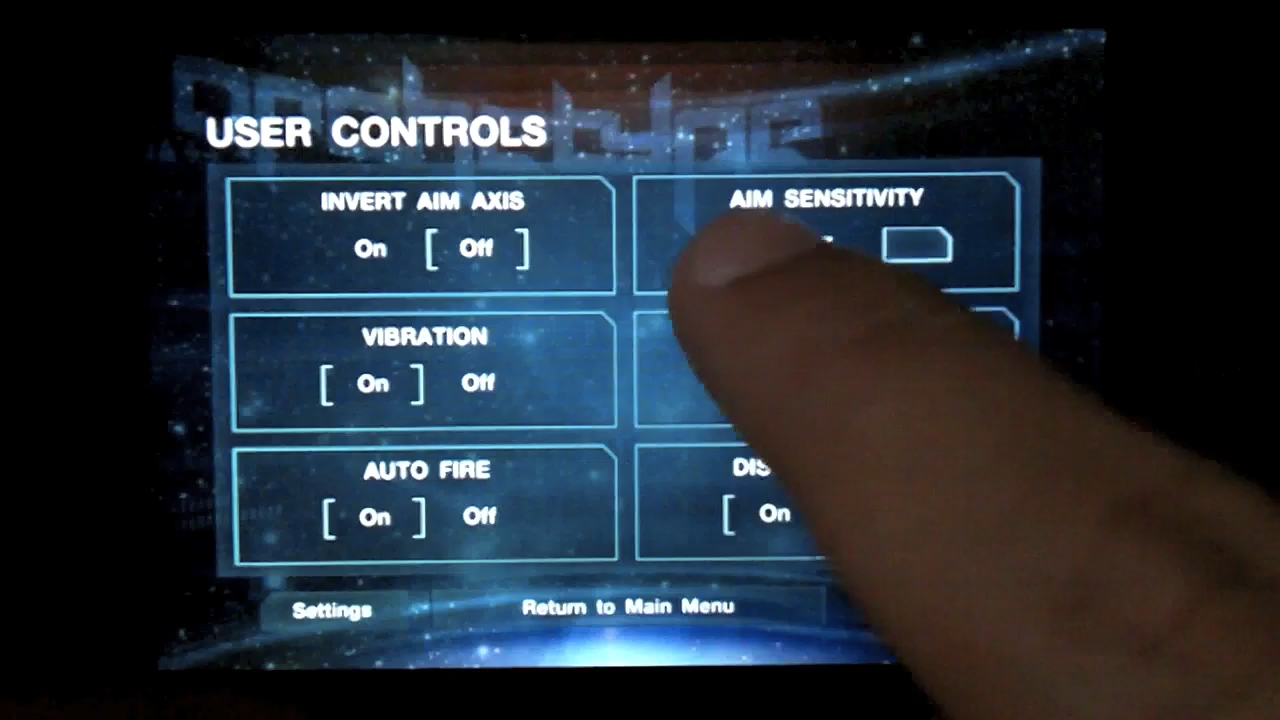 USER CONTROLS
INVERT AIM AXIS
On [ Off ]
AIM SENSITIVITY
VIBRATION
[ On ] Off
AUTO FIRE
[ On ] Off
[ On
Settings
Return to Main Menu